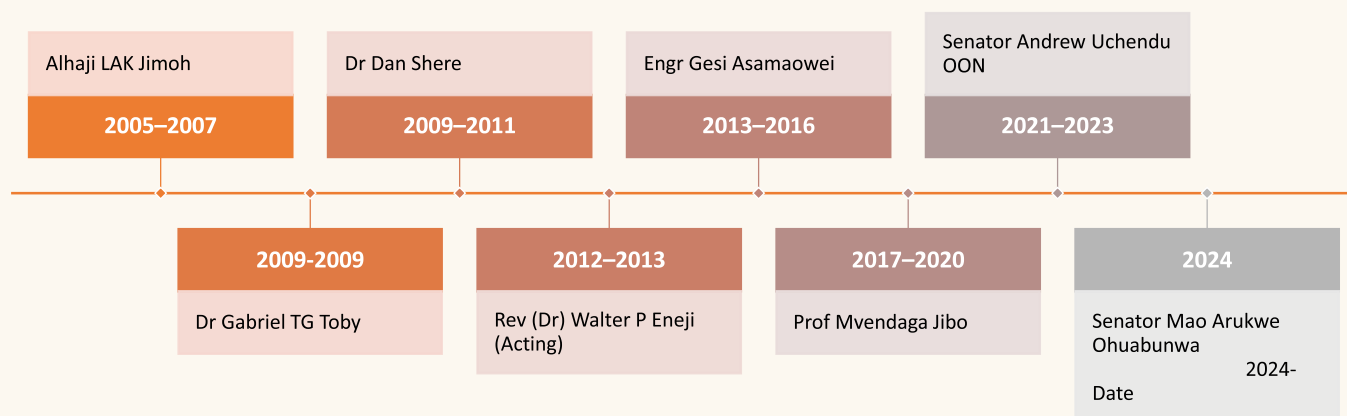 Alhaji LAK Jimoh
2005–2007
2009-2009
Dr Gabriel TG Toby
Dr Dan Shere
2009–2011
2012–2013
Rev (Dr) Walter P Eneji
(Acting)
Engr Gesi Asamaowei
2013–2016
2017–2020
Prof Mvendaga Jibo
Senator Andrew Uchendu
OON
2021–2023
2024
Senator Mao Arukwe
Ohuabunwa
2024-
Date